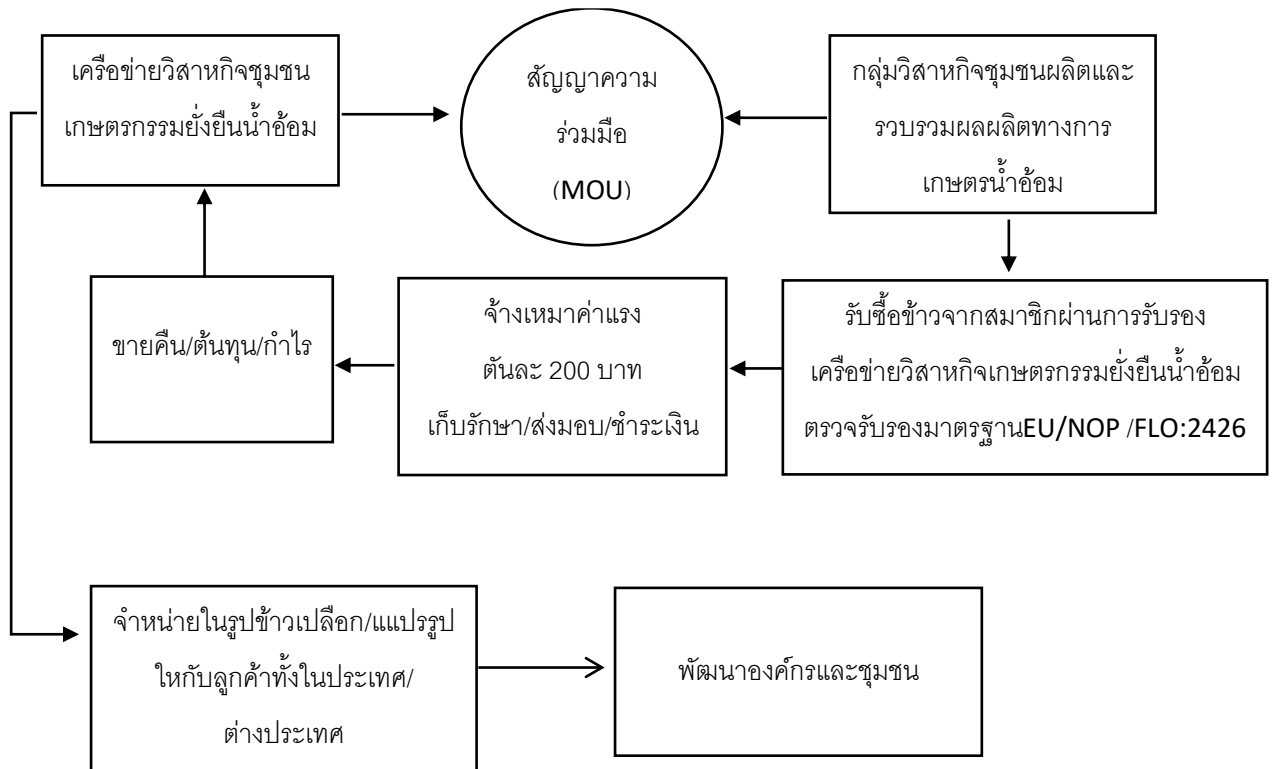 เครือข่ายวิสาหกิจชุมชน
เกษตรกรรมยั่งยืนน้ำอ้อม
สัญญาความ
ร่วมมือ
(MOU)
กลุ่มวิสาหกิจชุมชนผลิตและ
รวบรวมผลผลิตทางการ
เกษตรน้ำอ้อม
ขายคืน/ต้นทุน/กำไร
จ้างเหมาค่าแรง
ตันละ 200 บาท
เก็บรักษา/ส่งมอบ/ชำระเงิน
รับซื้อข้าวจากสมาชิกผ่านการรับรอง
เครือข่ายวิสาหกิจเกษตรกรรมยั่งยืนน้ำอ้อม
ตรวจรับรองมาตรฐานEU/NOP /FLO:2426
จำหน่ายในรูปข้าวเปลือก/แแปรรูป
ใหกับลูกค้าทั้งในประเทศ/
ต่างประเทศ
พัฒนาองค์กรและชุมชน